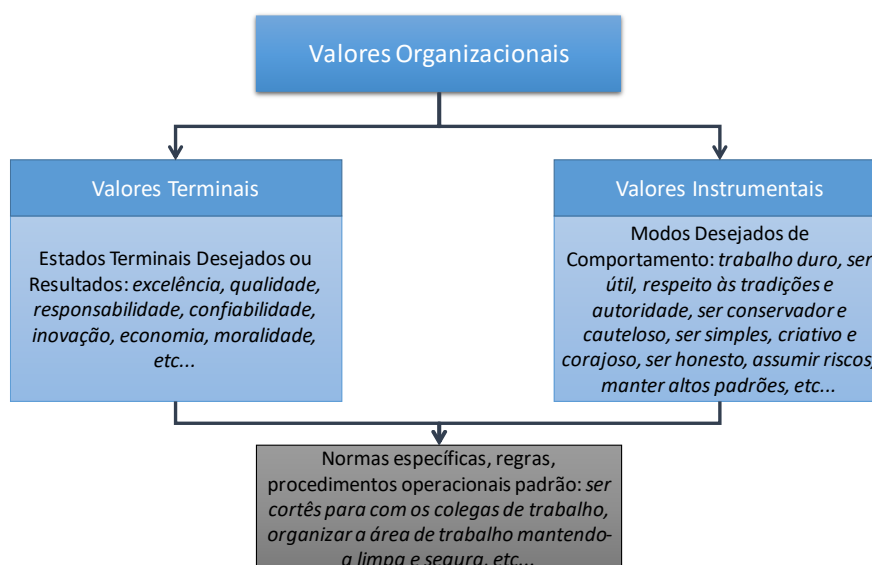 Valores Organizacionais
Valores Terminais
Estados Terminais Desejados ou
Resultados: excelência, qualidade,
responsabilidade, confiabilidade,
inovação, economia, moralidade,
etc...
Valores Instrumentais
Modos Desejados de
Comportamento: trabalho duro, ser
útil, respeito às tradições e
autoridade, ser conservador e
cauteloso, ser simples, criativo e
corajoso, ser honesto, assumir riscos,
manter altos padrões, etc...
Normas específicas, regras,
procedimentos operacionais padrão: ser
cortês para com os colegas de trabalho,
organizar a área de trabalho mantendo-
a limpa e segura, etc...